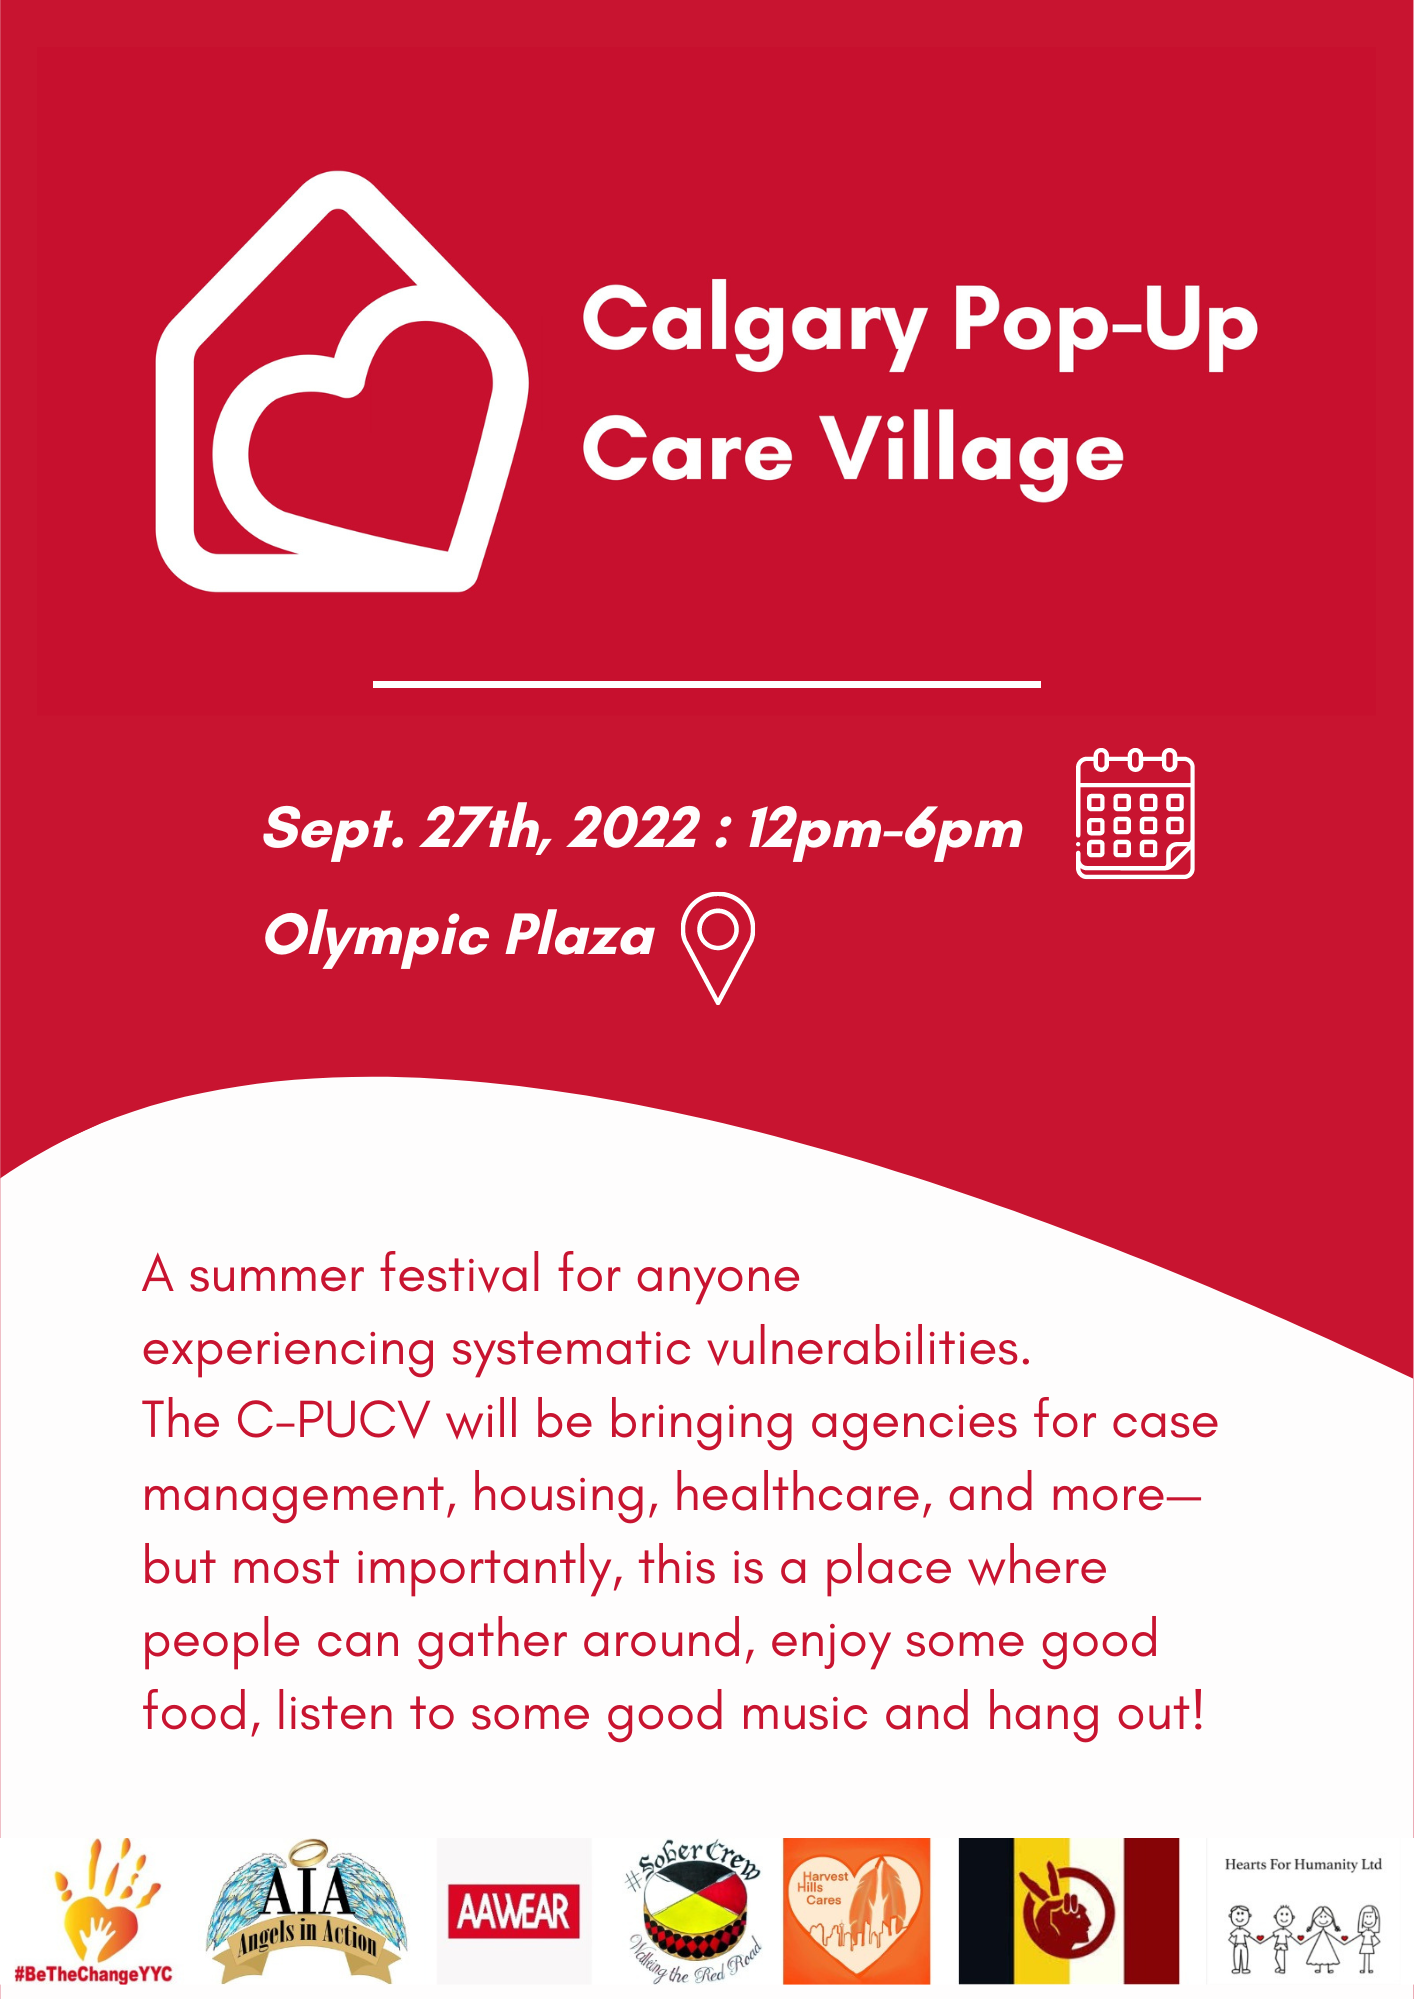 Calgary Pop-Up
Care Village
Sept. 27th, 2022 : 12pm-6pm
Olympic Plaza
A summer festival for anyone
experiencing systematic vulnerabilities.
The C-PUCV will be bringing agencies for case
management, housing, healthcare, and more—
but most importantly, this is a place where
people can gather around, enjoy some good
food, listen to some good music and hang out!
#BeTheChangeYYC
AIA
Angels in Action
AAWEAR
#SoberCrew
Walking the Red Road
Harvest
Hills
Cares
Hearts For Humanity Ltd